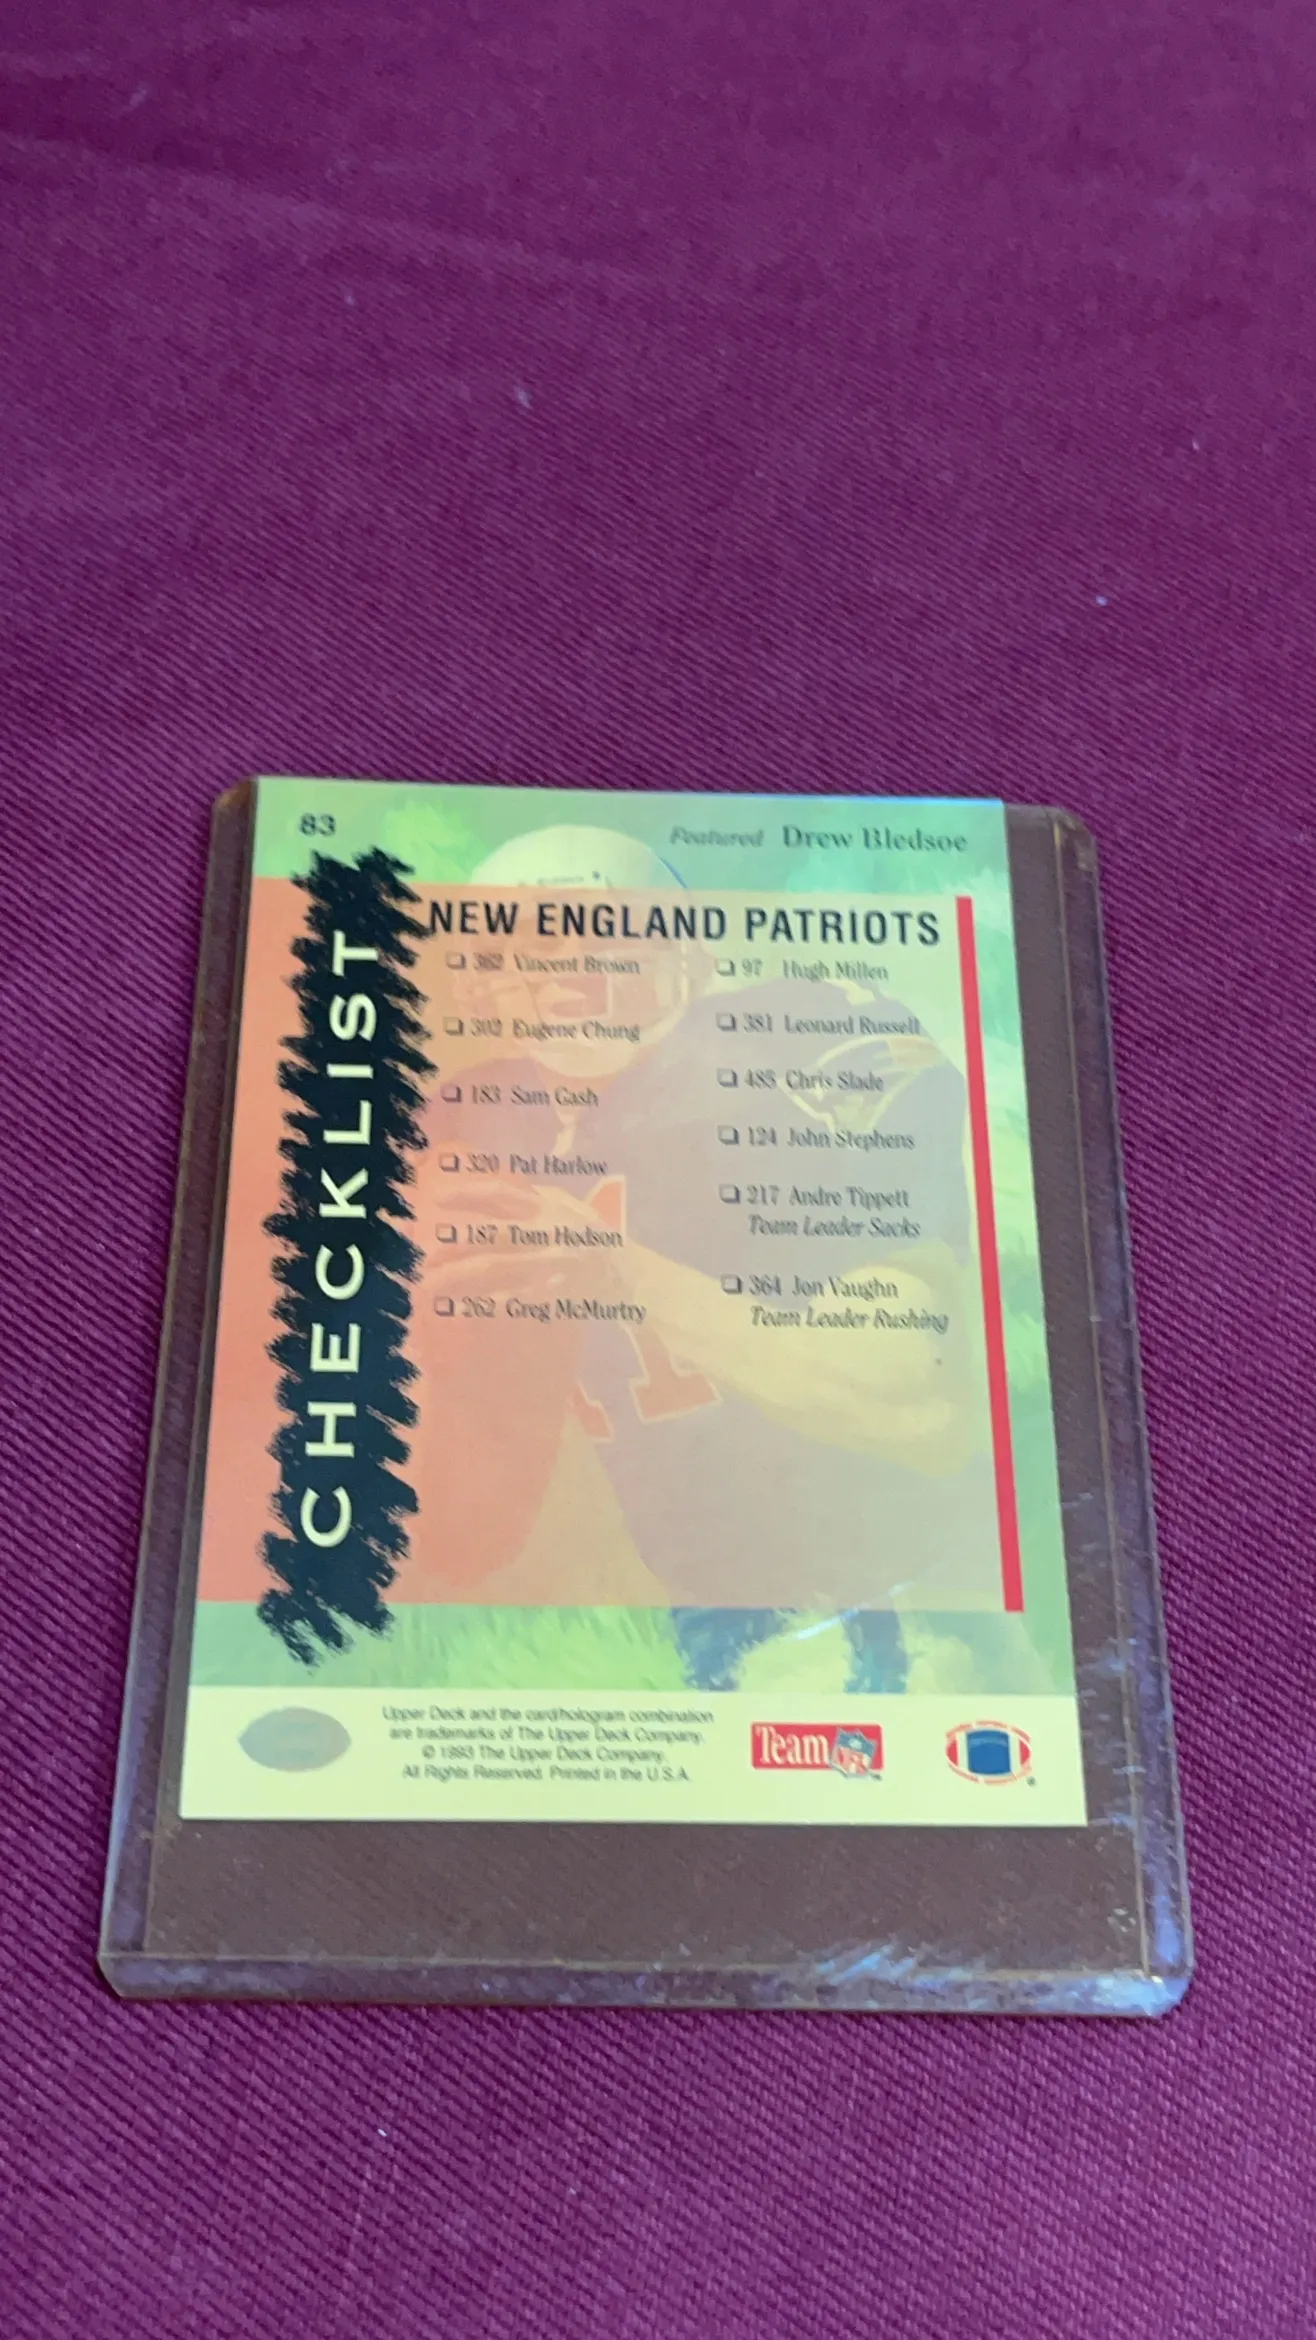 83
Featured Drew Bledsoe
CHECKLIST
NEW ENGLAND PATRIOTS
362 Vincent Brown
302 Eugene Chung
183 Sam Gash
320 Pat Harlow
187 Tom Hodson
262 Greg McMurtry
97 Hugh Millen
381 Leonard Russell
485 Chris Slade
124 John Stephens
217 Andre Tippett
Team Leader Sacks
364 Jon Vaughn
Team Leader Rushing
Upper Deck and the card/hologram combination
are trademarks of The Upper Deck Company.
© 1993 The Upper Deck Company.
All Rights Reserved. Printed in the U.S.A.
Team NFL